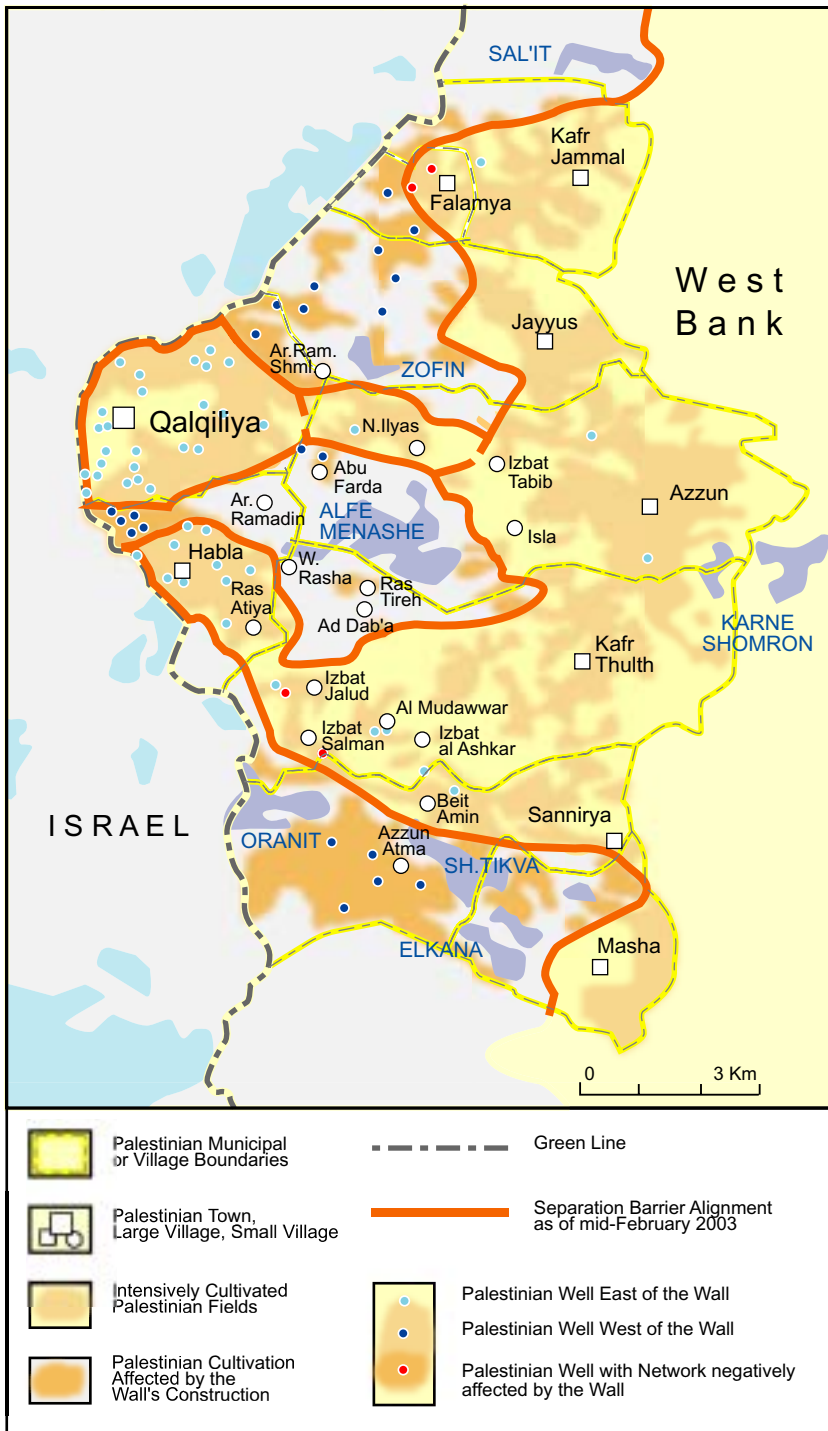 SAL'IT
Kafr
Jammal
Falamya
West
Bank
Jayyus
Ar.Ram.
Shml.
ZOFIN
Qalqiliya
N.Ilyas
Izbat
Tabib
Abu
Farda
Azzun
Ar.
Ramadin
ALFE
MENASHE
Isla
Habla
W.
Rasha
Ras
Atiya
Ras
Tireh
Ad Dab'a
KARNE
SHOMRON
Kafr
Thulth
Izbat
Jalud
Al Mudawwar
Izbat
Salman
Izbat
al Ashkar
ISRAEL
Beit
Amin
Sannirya
ORANIT
Azzun
Atma
SH.TIKVA
ELKANA
Masha
0 3 Km
Palestinian Municipal
or Village Boundaries
Green Line
Palestinian Town,
Large Village, Small Village
Separation Barrier Alignment
as of mid-February 2003
Intensively Cultivated
Palestinian Fields
Palestinian Well East of the Wall
Palestinian Well West of the Wall
Palestinian Cultivation
Affected by the
Wall's Construction
Palestinian Well with Network negatively
affected by the Wall